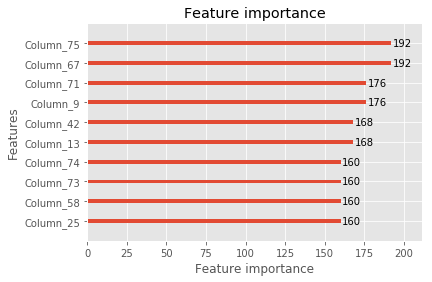 Feature importance
Column_75 192
Column_67 192
Column_71 176
Column_9 176
Column_42 168
Column_13 168
Column_74 160
Column_73 160
Column_58 160
Column_25 160
Features
0 25 50 75 100 125 150 175 200
Feature importance